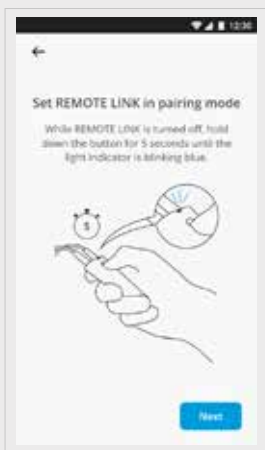 12:30
Set REMOTE LINK in pairing mode
While REMOTE LINK is turned off, hold
down the button for 5 seconds until the
light indicator is blinking blue.
5
Next